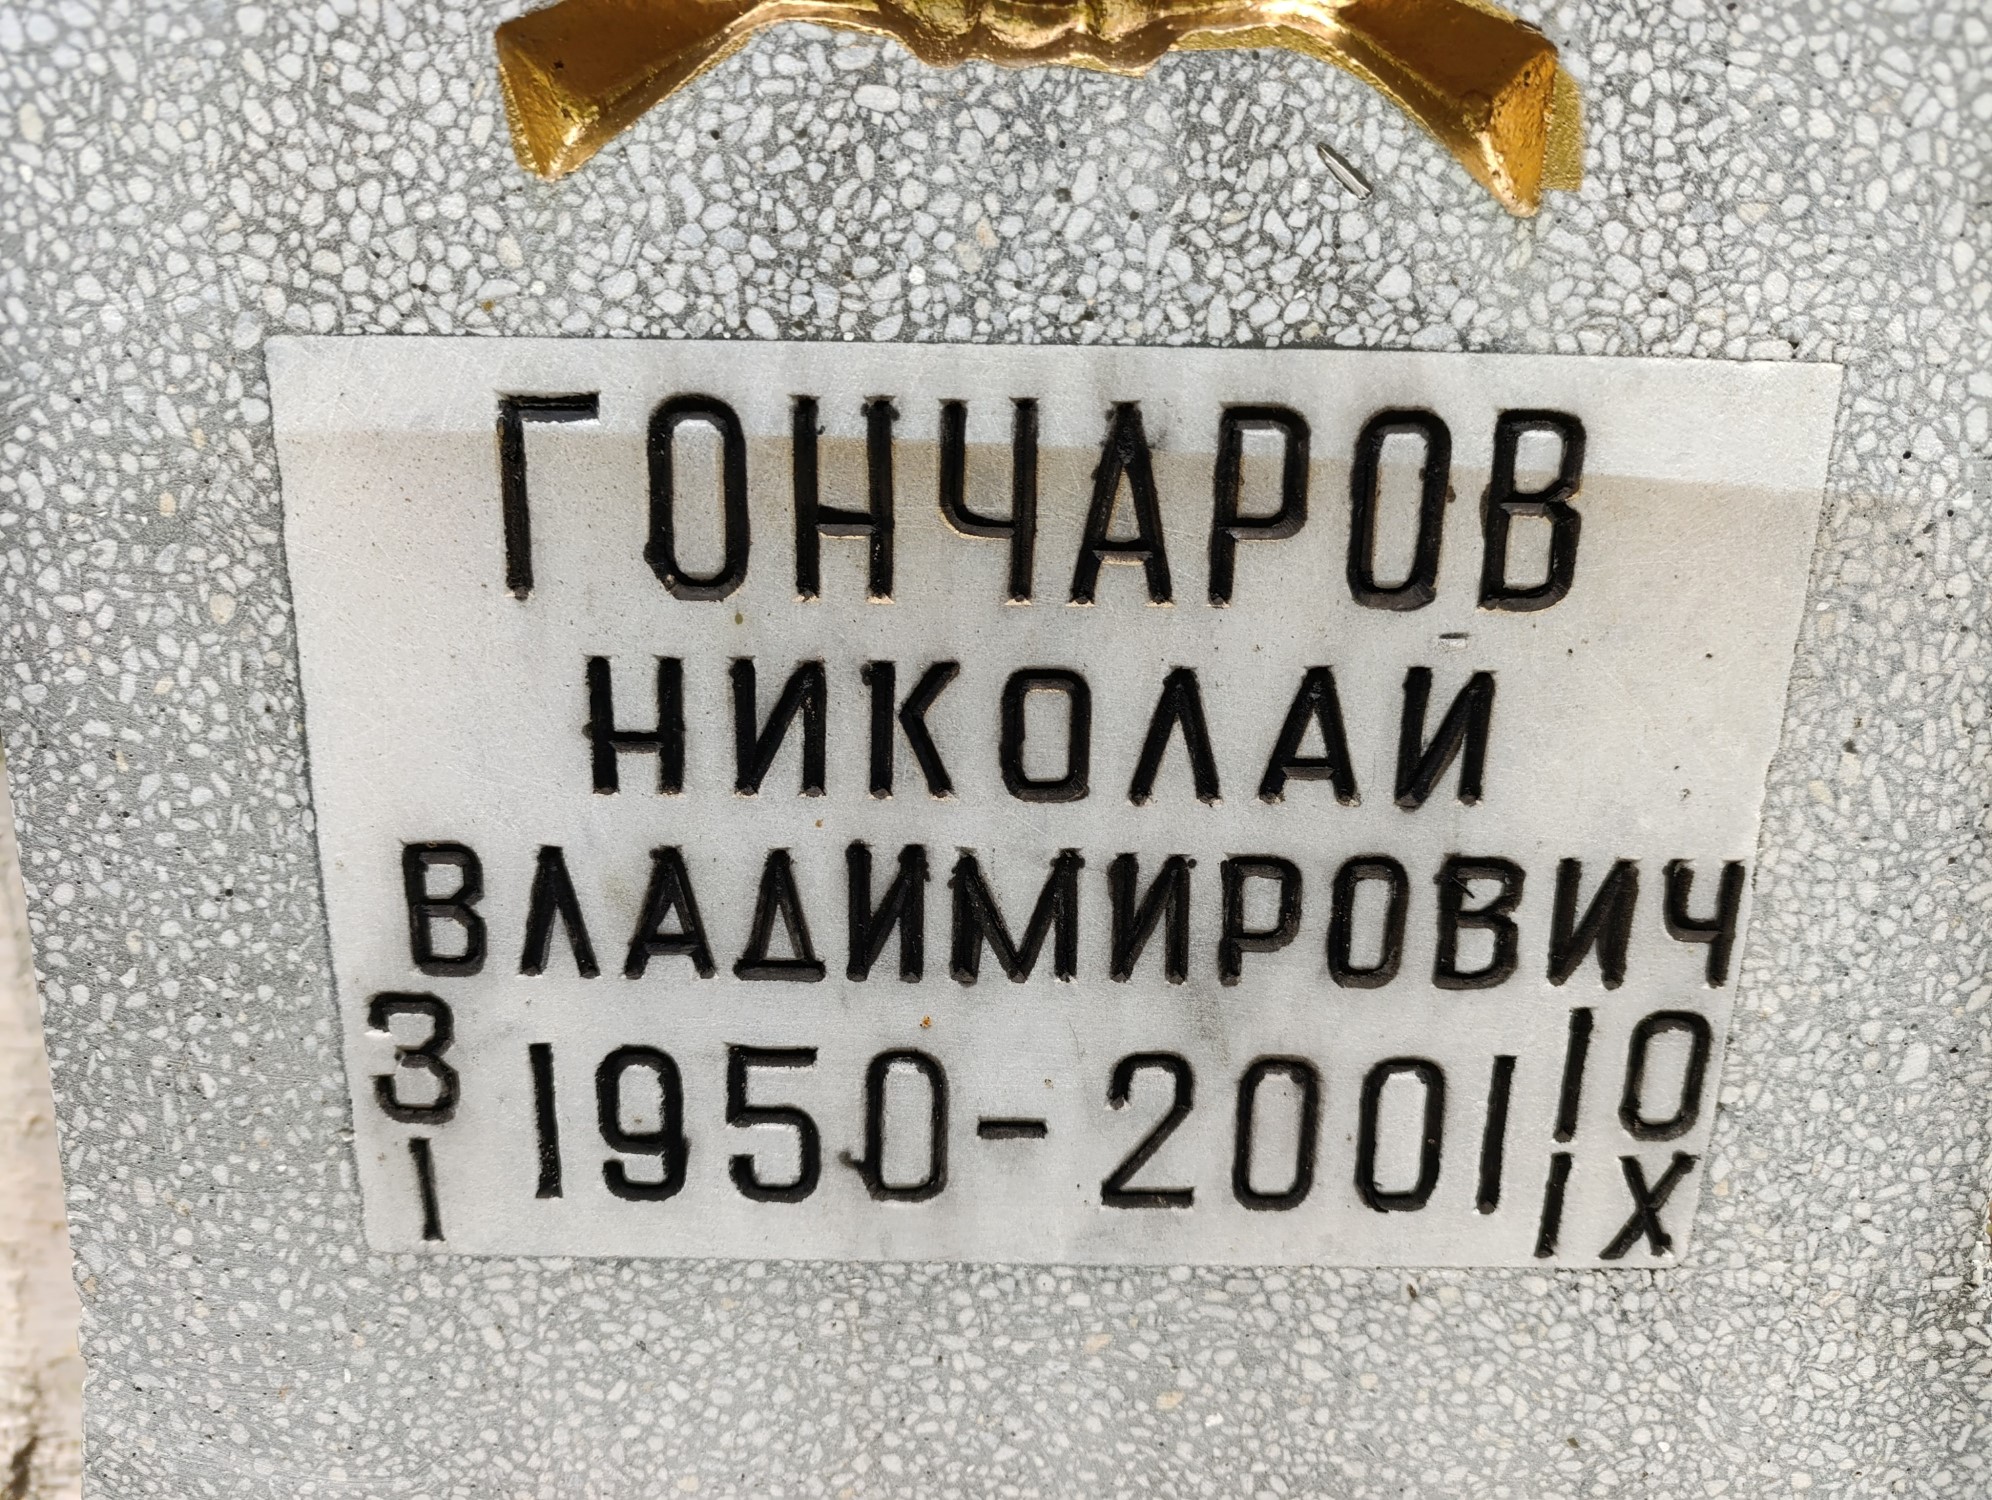 ГОНЧАРОВ
НИКОЛАЙ
ВЛАДИМИРОВИЧ
3 1950-2001 10
I IX